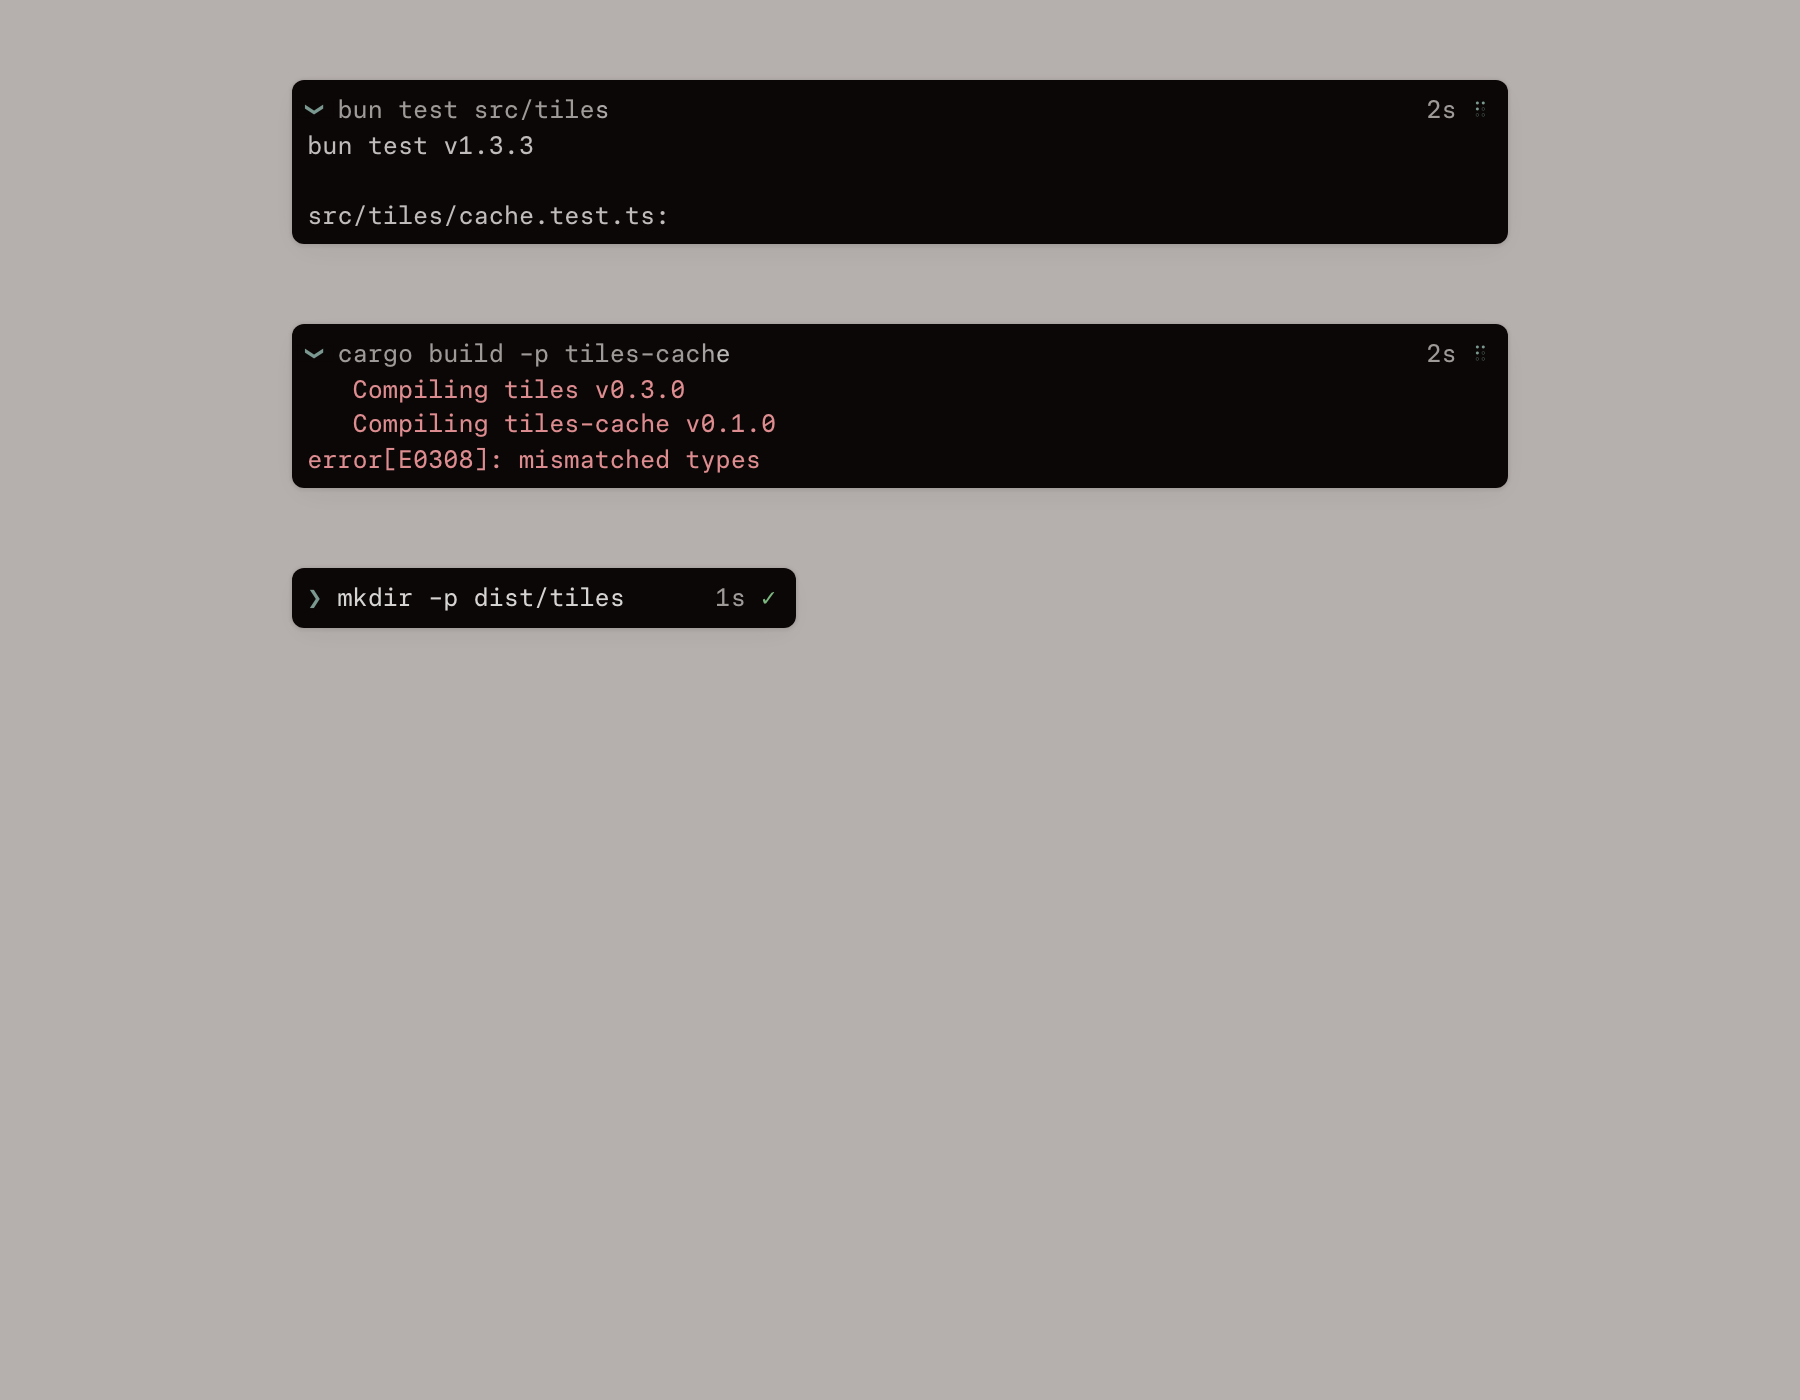 bun test src/tiles 2s
bun test v1.3.3
src/tiles/cache.test.ts:
cargo build -p tiles-cache 2s
Compiling tiles v0.3.0
Compiling tiles-cache v0.1.0
error[E0308]: mismatched types
❯ mkdir -p dist/tiles 1s ✓